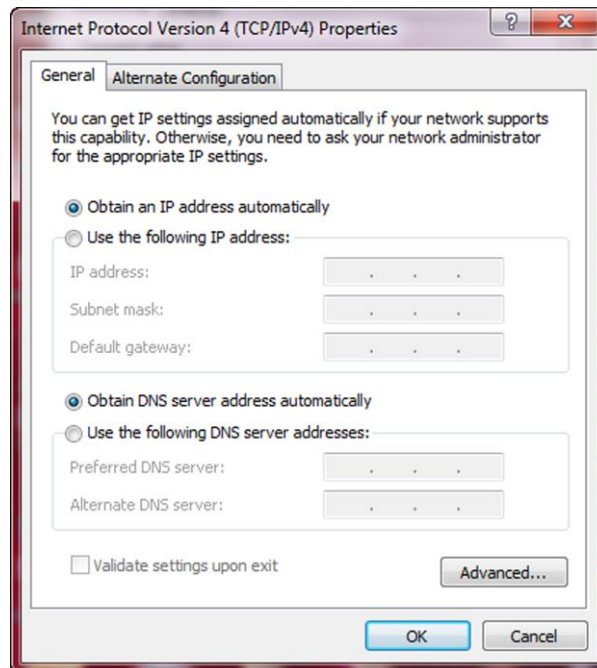 Internet Protocol Version 4 (TCP/IPv4) Properties
General
Alternate Configuration
You can get IP settings assigned automatically if your network supports
this capability. Otherwise, you need to ask your network administrator
for the appropriate IP settings.
Obtain an IP address automatically
Use the following IP address:
IP address:
Subnet mask:
Default gateway:
Obtain DNS server address automatically
Use the following DNS server addresses:
Preferred DNS server:
Alternate DNS server:
Validate settings upon exit
Advanced...
OK
Cancel